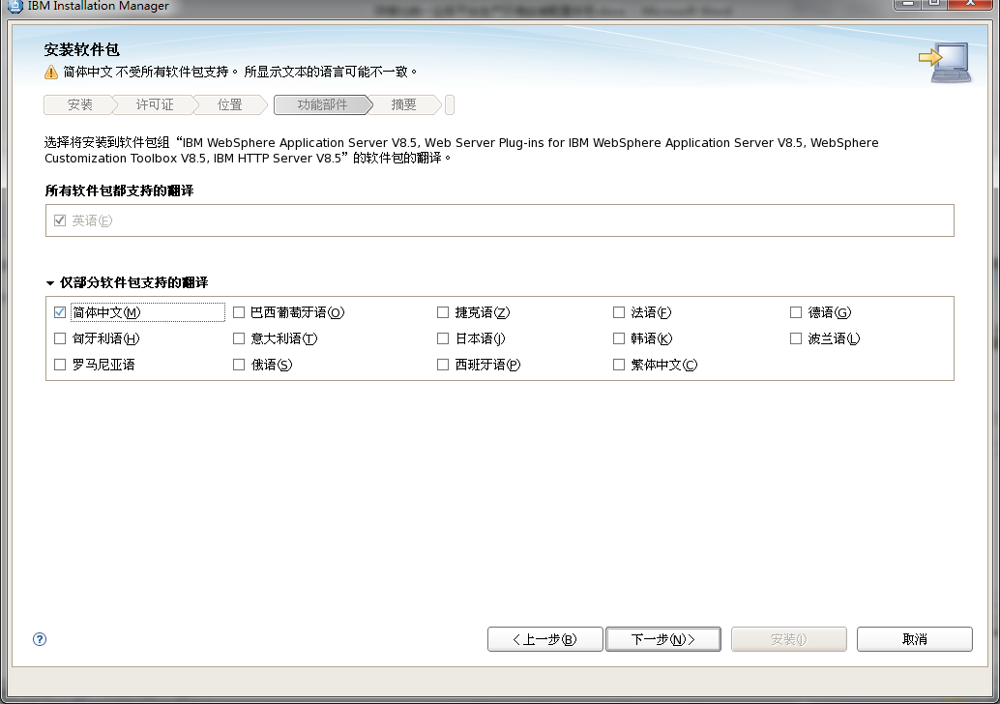 IBM Installation Manager
安装软件包
简体中文 不受所有软件包支持。 所显示文本的语言可能不一致。
安装 许可证 位置 功能部件 摘要
选择将安装到软件包组“IBM WebSphere Application Server V8.5, Web Server Plug-ins for IBM WebSphere Application Server V8.5, WebSphere
Customization Toolbox V8.5, IBM HTTP Server V8.5”的软件包的翻译。
所有软件包都支持的翻译
英语(E)
仅部分软件包支持的翻译
简体中文(M) 巴西葡萄牙语(O) 捷克语(Z) 法语(F) 德语(G)
匈牙利语(H) 意大利语(T) 日本语(J) 韩语(K) 波兰语(L)
罗马尼亚语 俄语(S) 西班牙语(P) 繁体中文(C)
? <上一步(B) 下一步(N)> 安装(I) 取消